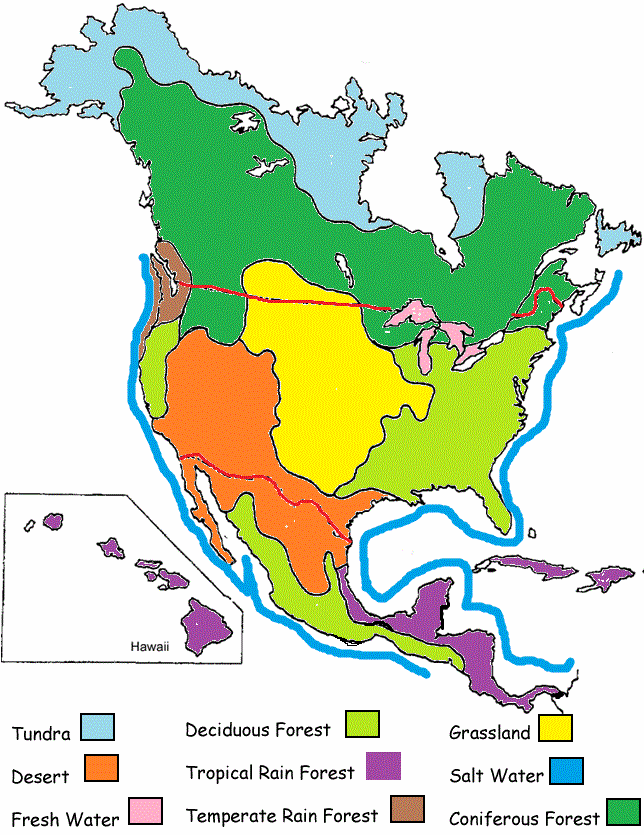 Hawaii
Tundra Deciduous Forest Grassland
Desert Tropical Rain Forest Salt Water
Fresh Water Temperate Rain Forest Coniferous Forest